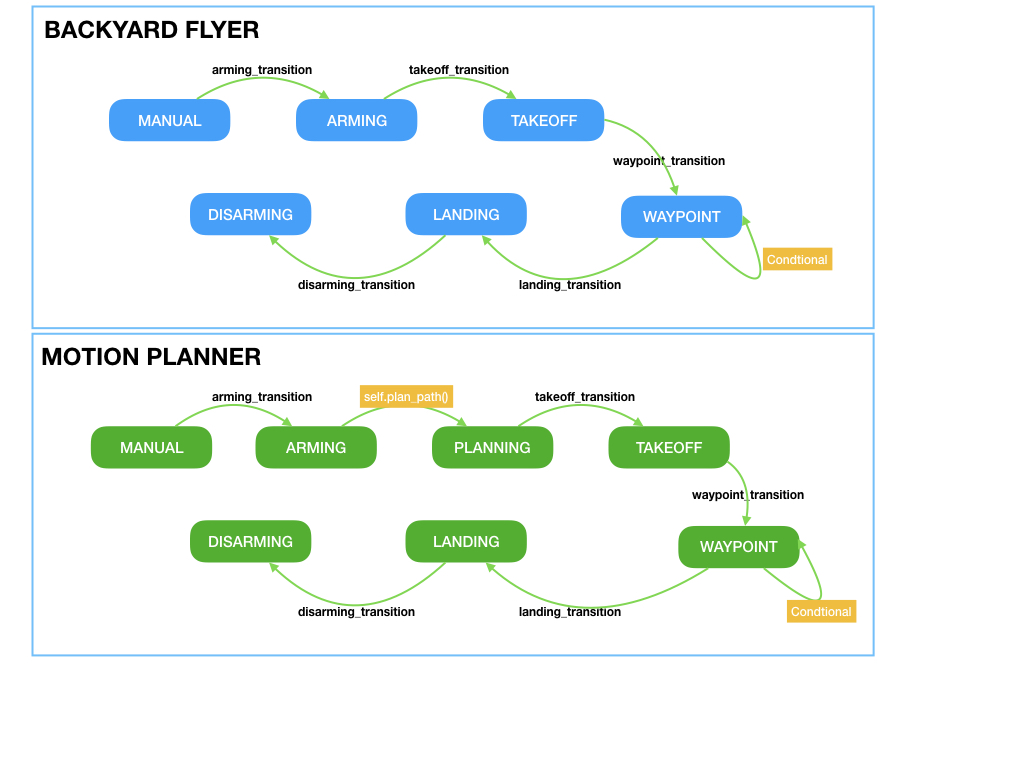 BACKYARD FLYER
arming_transition
takeoff_transition
MANUAL
ARMING
TAKEOFF
waypoint_transition
DISARMING
LANDING
WAYPOINT
Condtional
disarming_transition
landing_transition
MOTION PLANNER
arming_transition
self.plan_path()
takeoff_transition
MANUAL
ARMING
PLANNING
TAKEOFF
waypoint_transition
DISARMING
LANDING
WAYPOINT
disarming_transition
landing_transition
Condtional